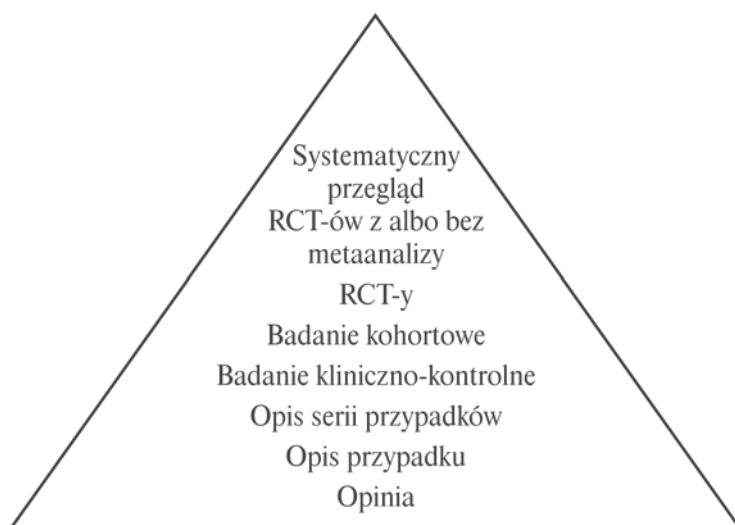 Systematyczny
przegląd
RCT-ów z albo bez
metaanalizy
RCT-y
Badanie kohortowe
Badanie kliniczno-kontrolne
Opis serii przypadków
Opis przypadku
Opinia